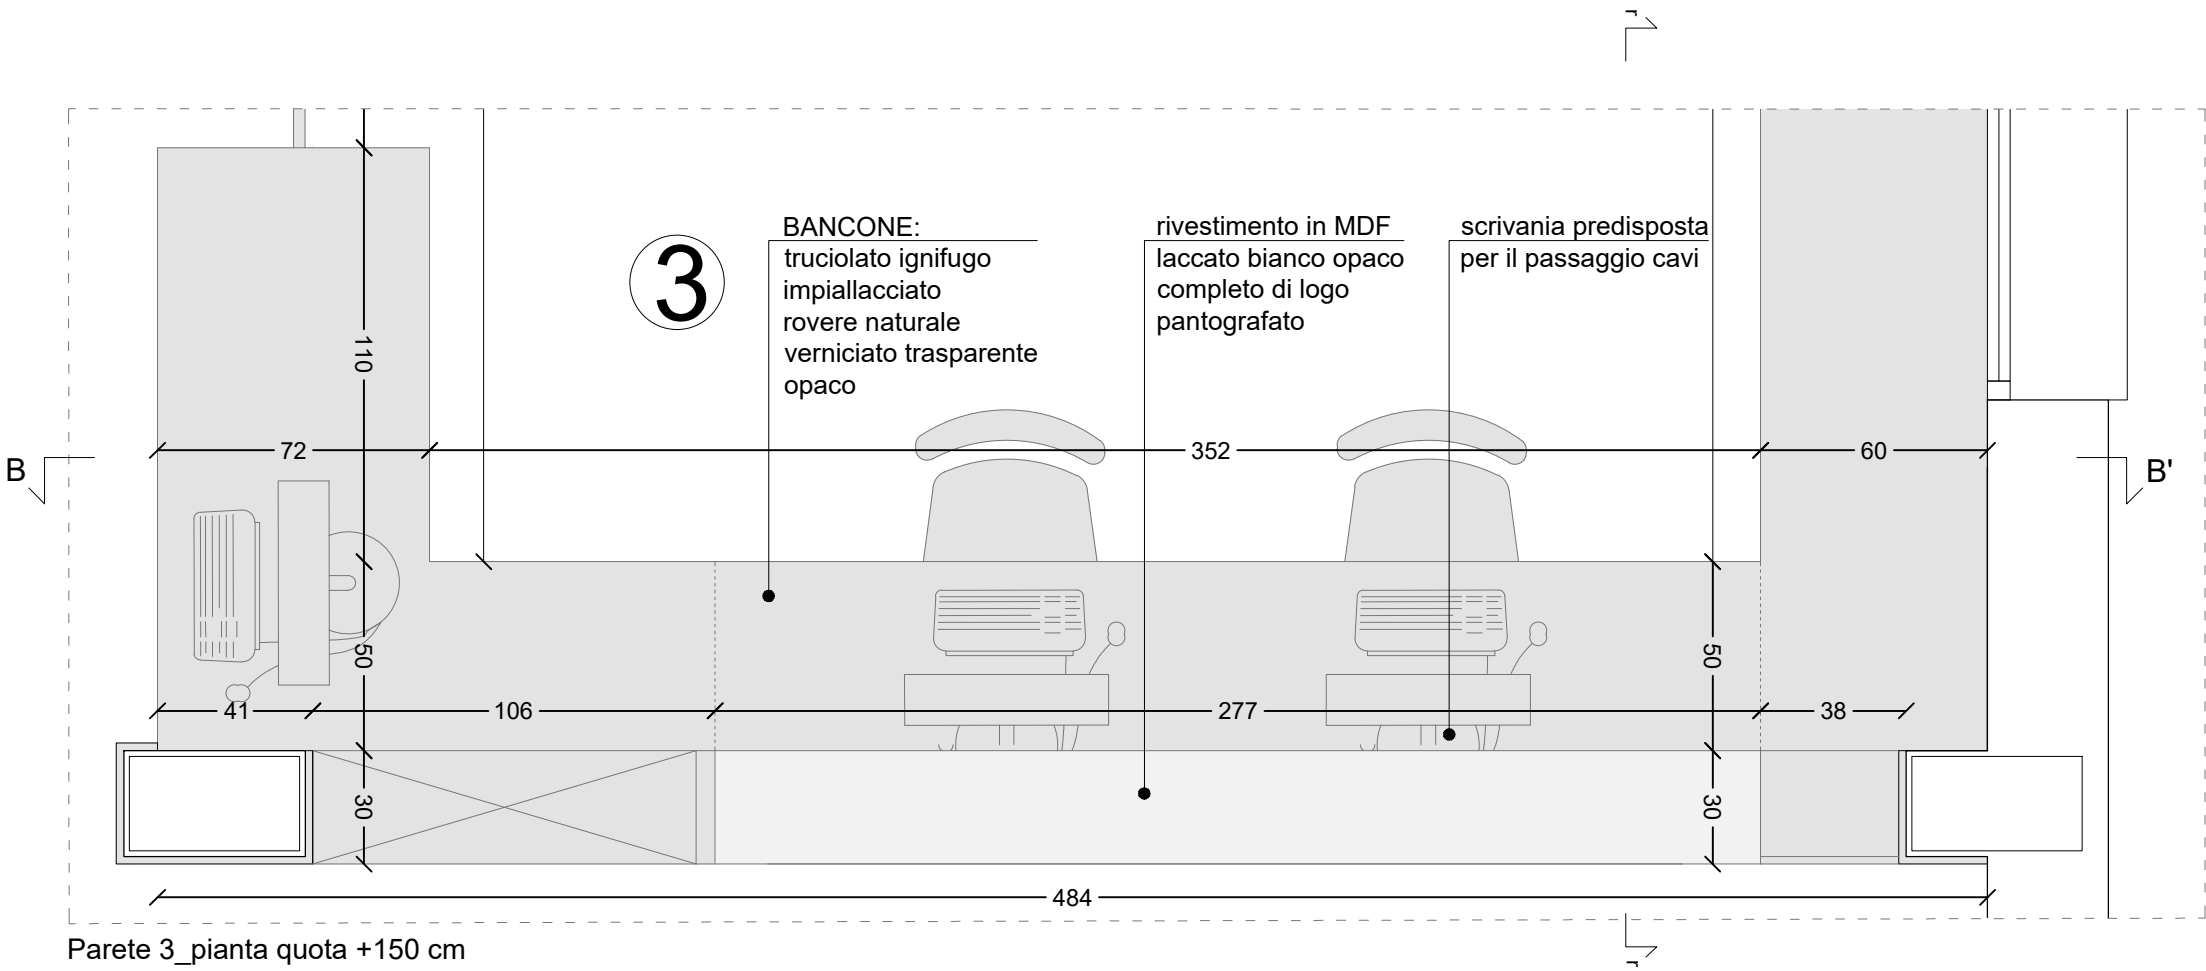 BANCONE:
truciolato ignifugo
impiallacciato
rovere naturale
verniciato trasparente
opaco
rivestimento in MDF
laccato bianco opaco
completo di logo
pantografato
scrivania predisposta
per il passaggio cavi
3
110
72
352
60
B
B'
50
50
41
106
277
38
30
30
484
Parete 3_pianta quota +150 cm